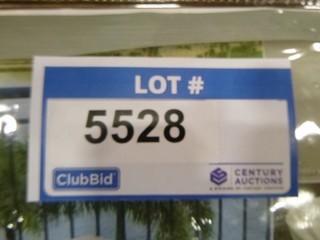 LOT #
5528
ClubBid
CENTURY
AUCTIONS